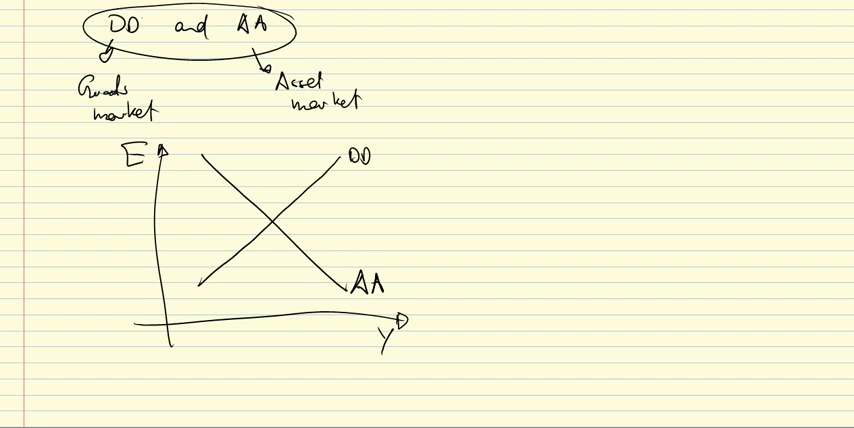 DD and AA
Goods market
Asset market
E
DD
AA
Y